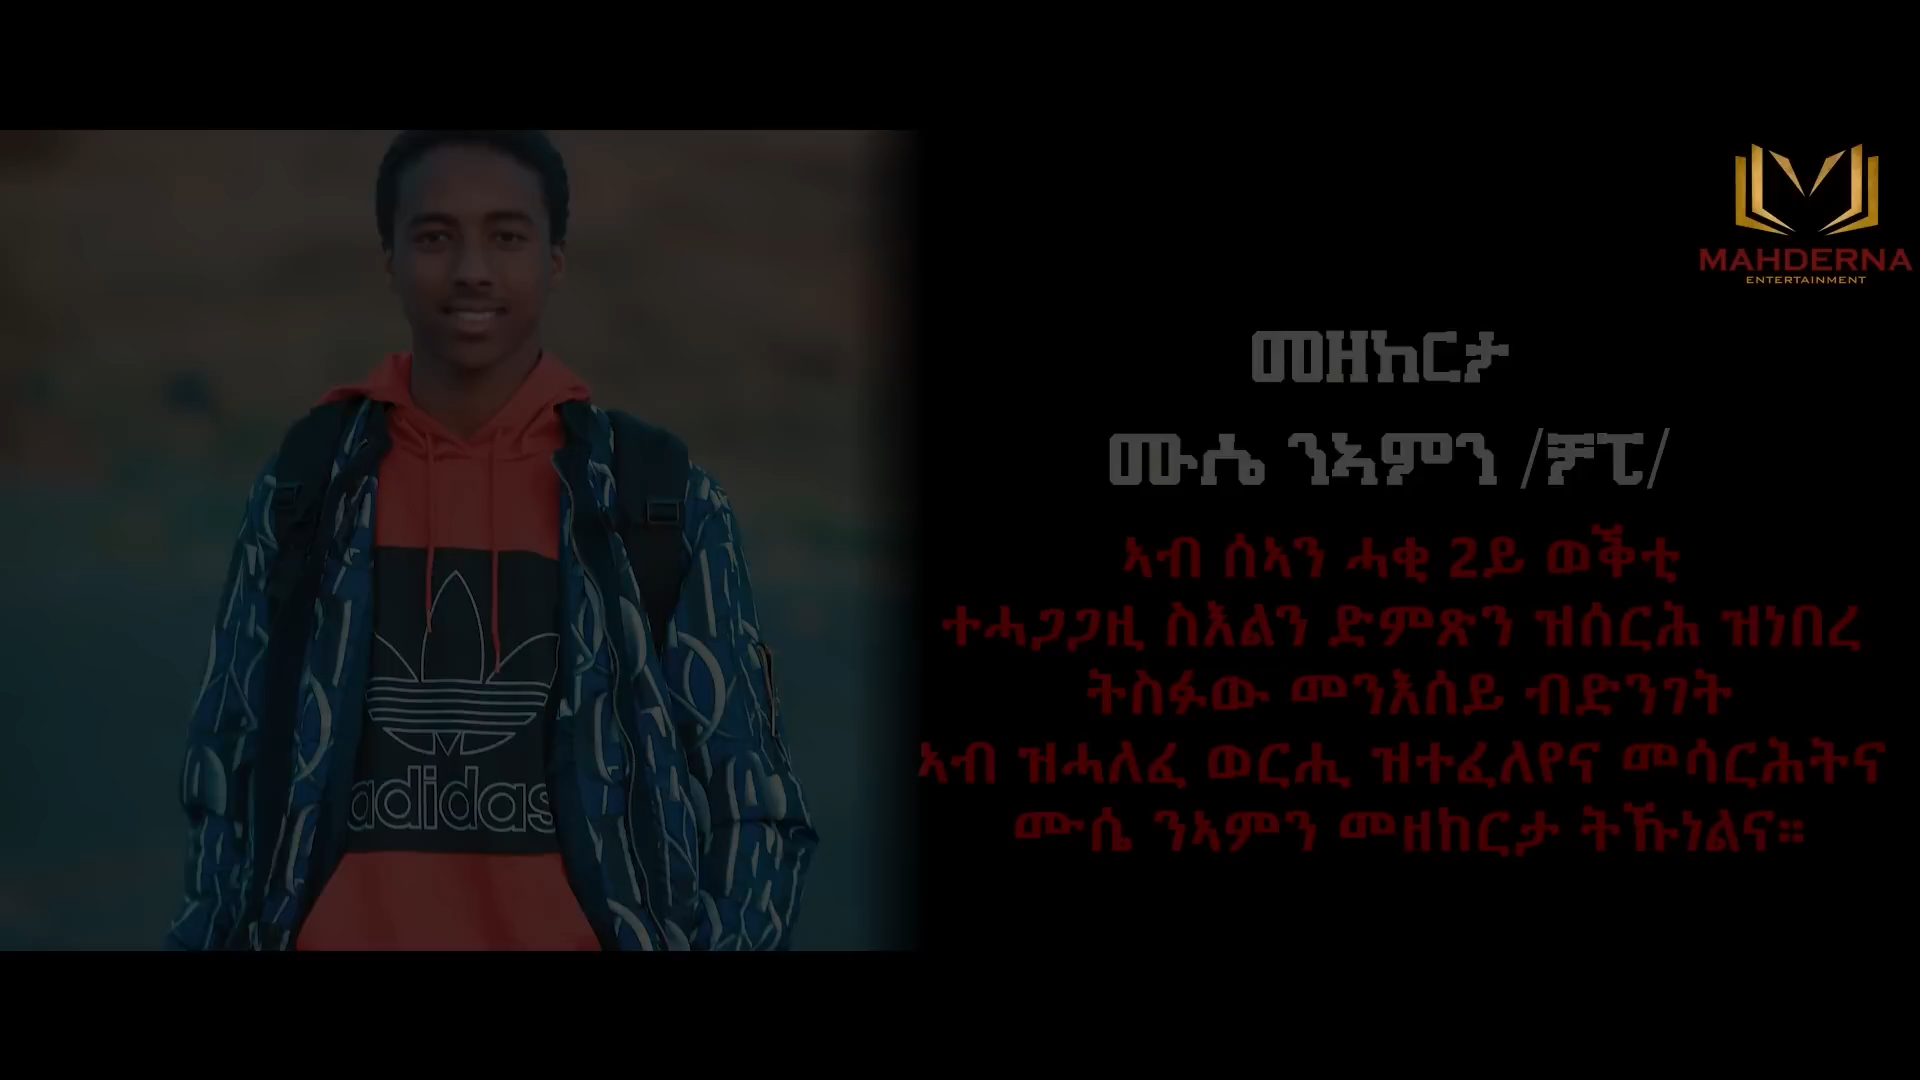 MAHDERNA
ENTERTAINMENT
መዘከርታ
ሙሴ ንኣምን /ቻፒ/
ኣብ ሰኣን ሓቂ 2ይ ወቕቲ
ተሓጋጋዚ ስእልን ድምጽን ዝሰርሕ ዝነበረ
ትስፉው መንእሰይ ብድንገት
ኣብ ዝሓለፈ ወርሒ ዝተፈለየና መሳርሕትና
ሙሴ ንኣምን መዘከርታ ትኹነልና።
adidas